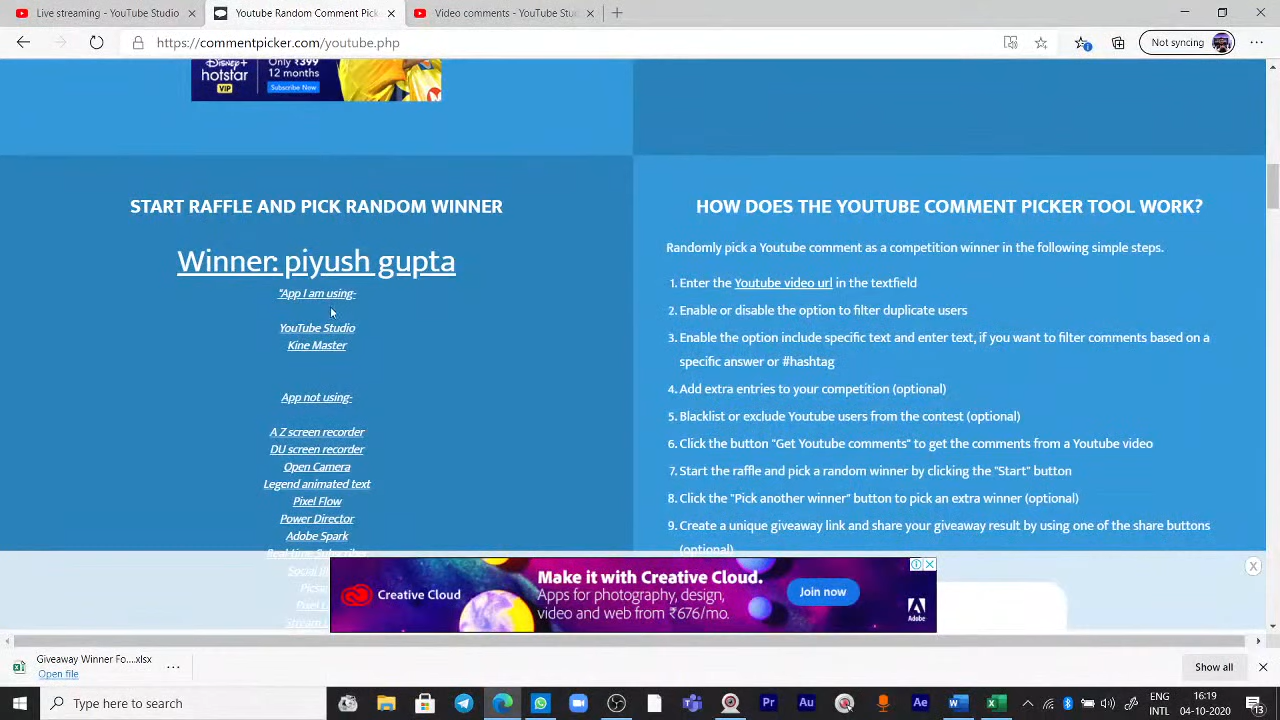 YouTube Studio
Video comments - YouTube Stu
https://commentpicker.com/youtube.php
Not syncing
Disney+
hotstar
VIP
Only ₹399
12 months
Subscribe Now
START RAFFLE AND PICK RANDOM WINNER
Winner: piyush gupta
"App I am using-
YouTube Studio
Kine Master
App not using-
A Z screen recorder
DU screen recorder
Open Camera
Legend animated text
Pixel Flow
Power Director
Adobe Spark
HOW DOES THE YOUTUBE COMMENT PICKER TOOL WORK?
Randomly pick a Youtube comment as a competition winner in the following simple steps.
1. Enter the Youtube video url in the textfield
2. Enable or disable the option to filter duplicate users
3. Enable the option include specific text and enter text, if you want to filter comments based on a
specific answer or #hashtag
4. Add extra entries to your competition (optional)
5. Blacklist or exclude Youtube users from the contest (optional)
6. Click the button "Get Youtube comments" to get the comments from a Youtube video
7. Start the raffle and pick a random winner by clicking the "Start" button
8. Click the "Pick another winner" button to pick an extra winner (optional)
9. Create a unique giveaway link and share your giveaway result by using one of the share buttons
(optional)
Creative Cloud
Make it with Creative Cloud.
Apps for photography, design,
video and web from ₹676/mo.
Join now
Adobe
X
Giveaway Winner Fo....xlsx
Open file
Show all
Type here to search
Pr
Au
Ae
ENG
INTL
16:19
04-10-2020